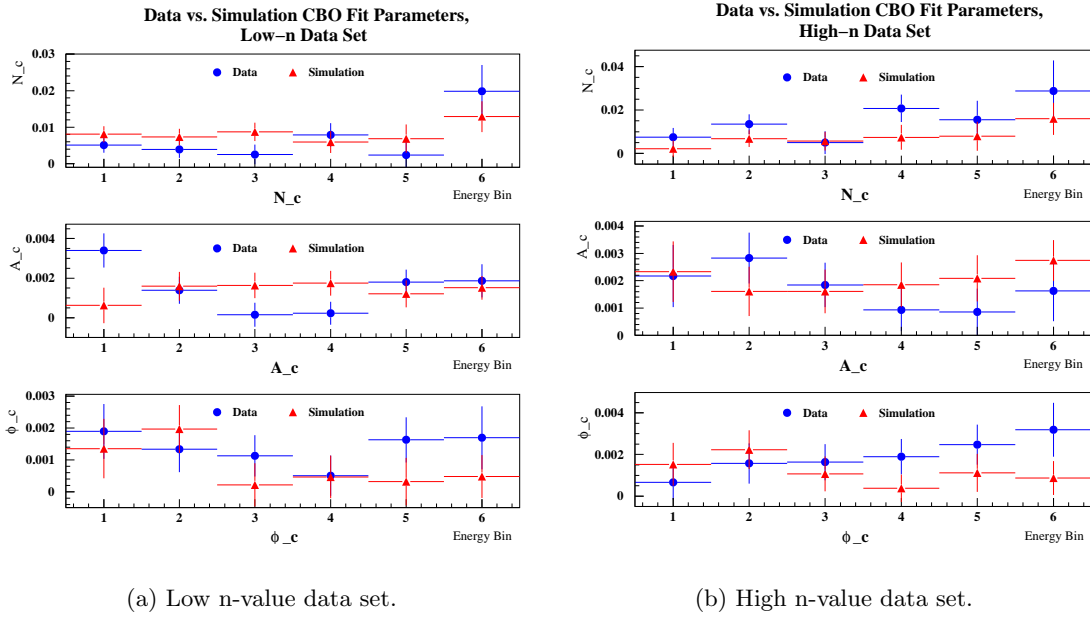 Data vs. Simulation CBO Fit Parameters,
Low−n Data Set
N_c
0.03
0.02
0.01
0
Data
Simulation
1 2 3 4 5 6
N_c
Energy Bin
A_c
0.004
0.002
0
Data
Simulation
1 2 3 4 5 6
A_c
Energy Bin
ϕ_c
0.003
0.002
0.001
0
Data
Simulation
1 2 3 4 5 6
ϕ_c
Energy Bin
(a) Low n-value data set.
Data vs. Simulation CBO Fit Parameters,
High−n Data Set
N_c
0.04
0.02
0
Data
Simulation
1 2 3 4 5 6
N_c
Energy Bin
A_c
0.004
0.003
0.002
0.001
0
Data
Simulation
1 2 3 4 5 6
A_c
Energy Bin
ϕ_c
0.004
0.002
0
Data
Simulation
1 2 3 4 5 6
ϕ_c
Energy Bin
(b) High n-value data set.